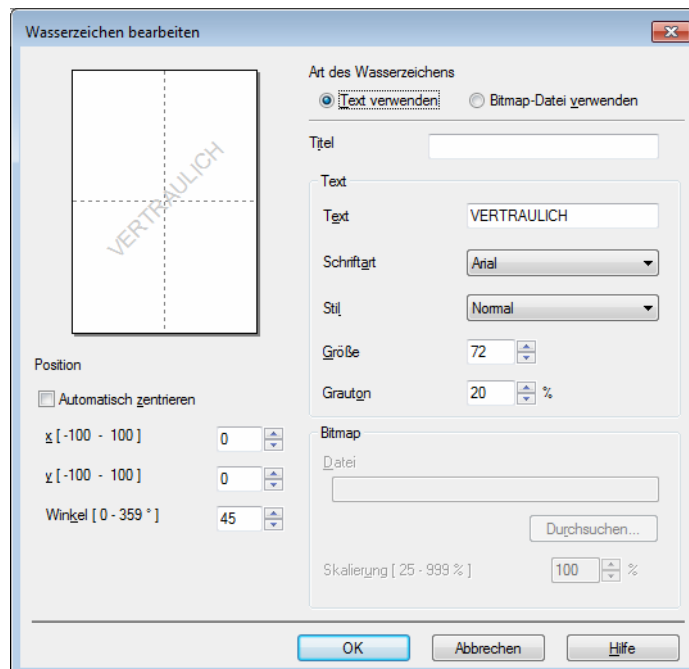 Wasserzeichen bearbeiten
VERTRAULICH
Position
Automatisch zentrieren
x [ -100 - 100 ] 0
y [ -100 - 100 ] 0
Winkel [ 0 - 359 ° ] 45
Art des Wasserzeichens
Text verwenden Bitmap-Datei verwenden
Titel
Text
Text VERTRAULICH
Schriftart Arial
Stil Normal
Größe 72
Grauton 20 %
Bitmap
Datei
Durchsuchen...
Skalierung [ 25 - 999 % ] 100 %
OK Abbrechen Hilfe